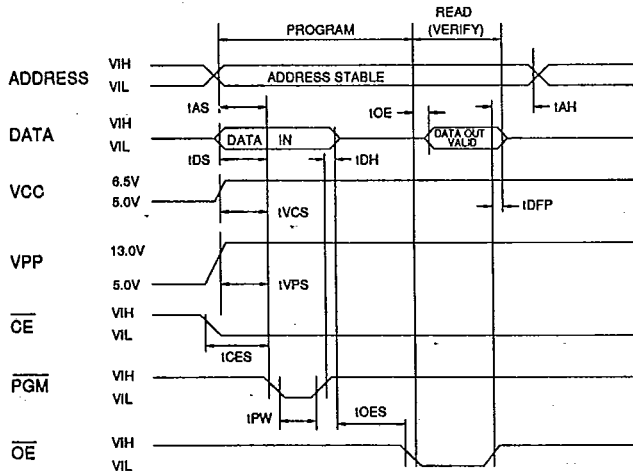 PROGRAM
READ
(VERIFY)
ADDRESS
VIH
VIL
ADDRESS STABLE
tAS
tOE
tAH
DATA
VIH
VIL
DATA IN
DATA OUT
VALID
tDS
tDH
tDFP
VCC
6.5V
5.0V
tVCS
VPP
13.0V
5.0V
tVPS
CE
VIH
VIL
tCES
PGM
VIH
VIL
tPW
tOES
OE
VIH
VIL